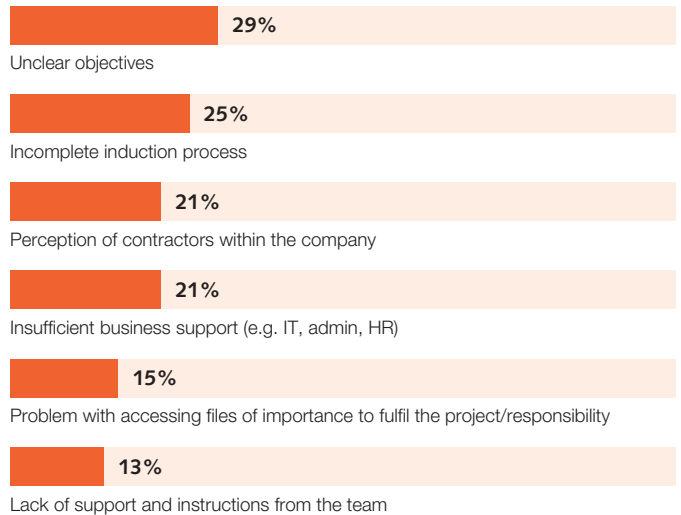 29%
Unclear objectives
25%
Incomplete induction process
21%
Perception of contractors within the company
21%
Insufficient business support (e.g. IT, admin, HR)
15%
Problem with accessing files of importance to fulfil the project/responsibility
13%
Lack of support and instructions from the team